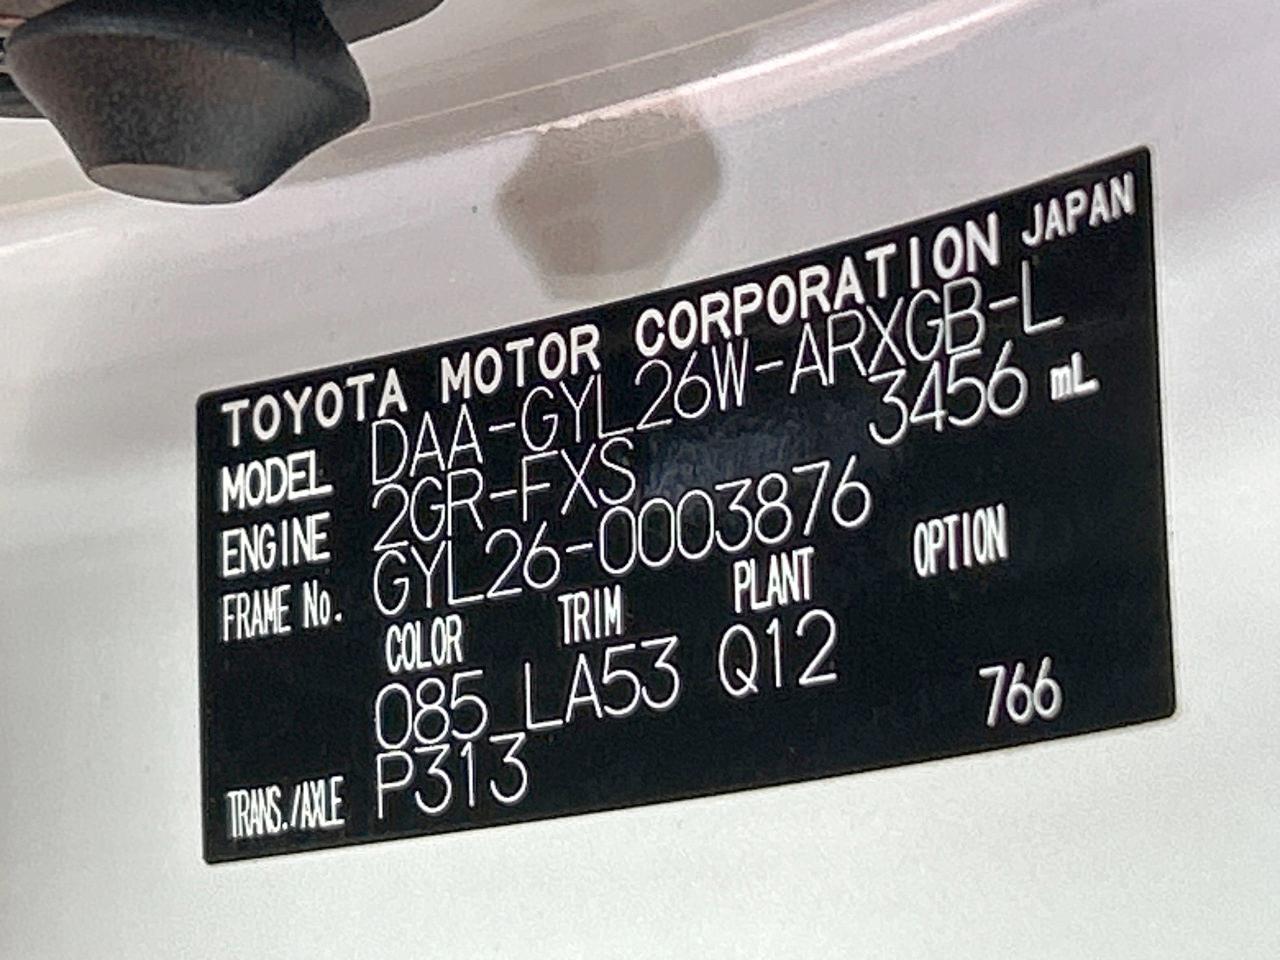 TOYOTA MOTOR CORPORATION JAPAN
MODEL DAA-GYL26W-ARXGB-L
ENGINE 2GR-FXS 3456 mL
FRAME No. GYL26-0003876
COLOR TRIM PLANT OPTION
085 LA53 Q12
TRANS./AXLE P313 766